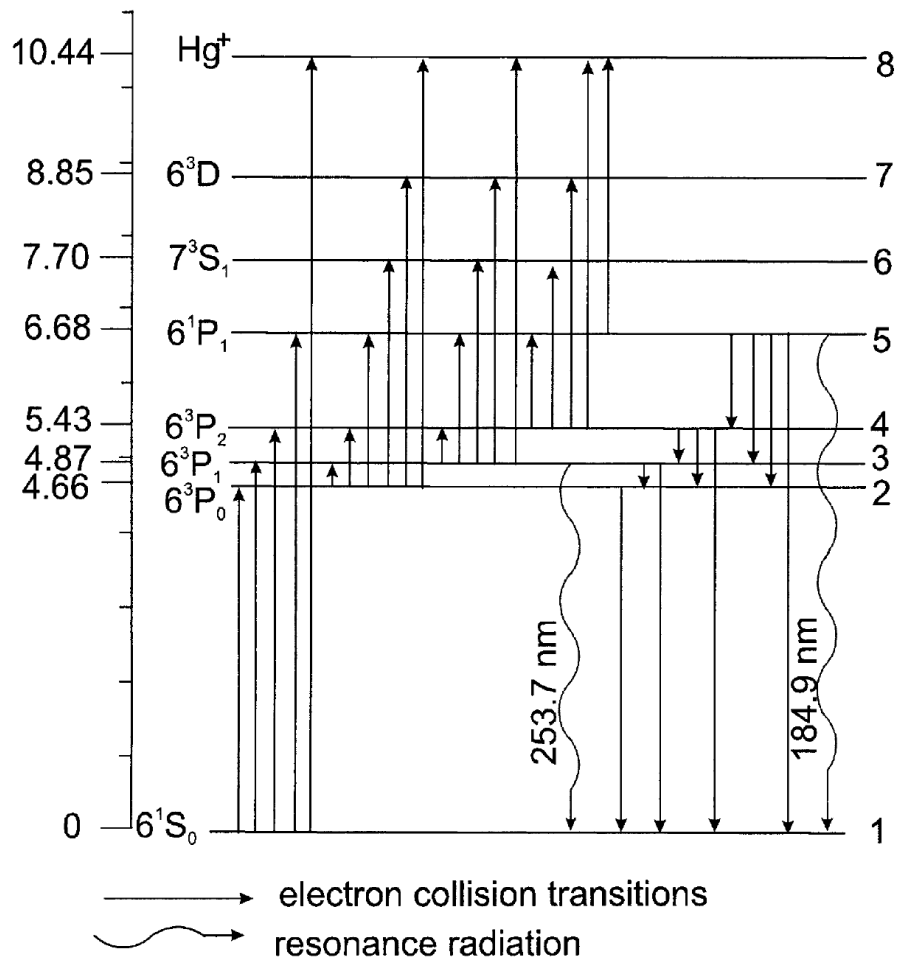 10.44 Hg⁺ 8
8.85 6³D 7
7.70 7³S₁ 6
6.68 6¹P₁ 5
5.43 6³P₂ 4
4.87 6³P₁ 3
4.66 6³P₀ 2
253.7 nm
184.9 nm
0 6¹S₀ 1
electron collision transitions
resonance radiation